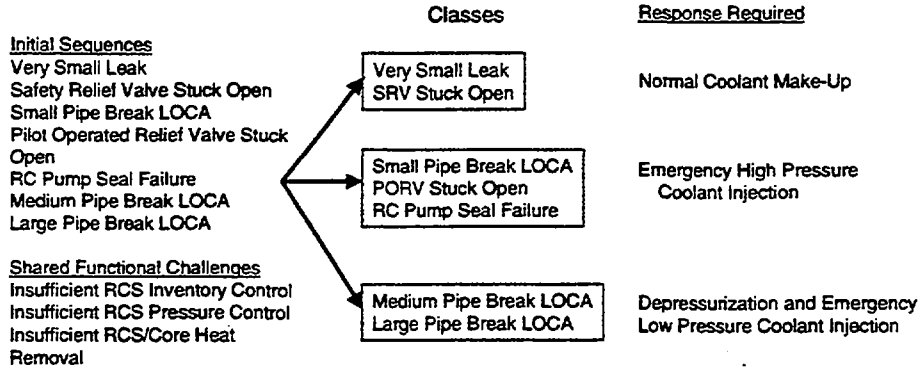 Initial Sequences
Very Small Leak
Safety Relief Valve Stuck Open
Small Pipe Break LOCA
Pilot Operated Relief Valve Stuck
Open
RC Pump Seal Failure
Medium Pipe Break LOCA
Large Pipe Break LOCA
Shared Functional Challenges
Insufficient RCS Inventory Control
Insufficient RCS Pressure Control
Insufficient RCS/Core Heat
Removal
Classes
Very Small Leak
SRV Stuck Open
Small Pipe Break LOCA
PORV Stuck Open
RC Pump Seal Failure
Medium Pipe Break LOCA
Large Pipe Break LOCA
Response Required
Normal Coolant Make-Up
Emergency High Pressure
Coolant Injection
Depressurization and Emergency
Low Pressure Coolant Injection